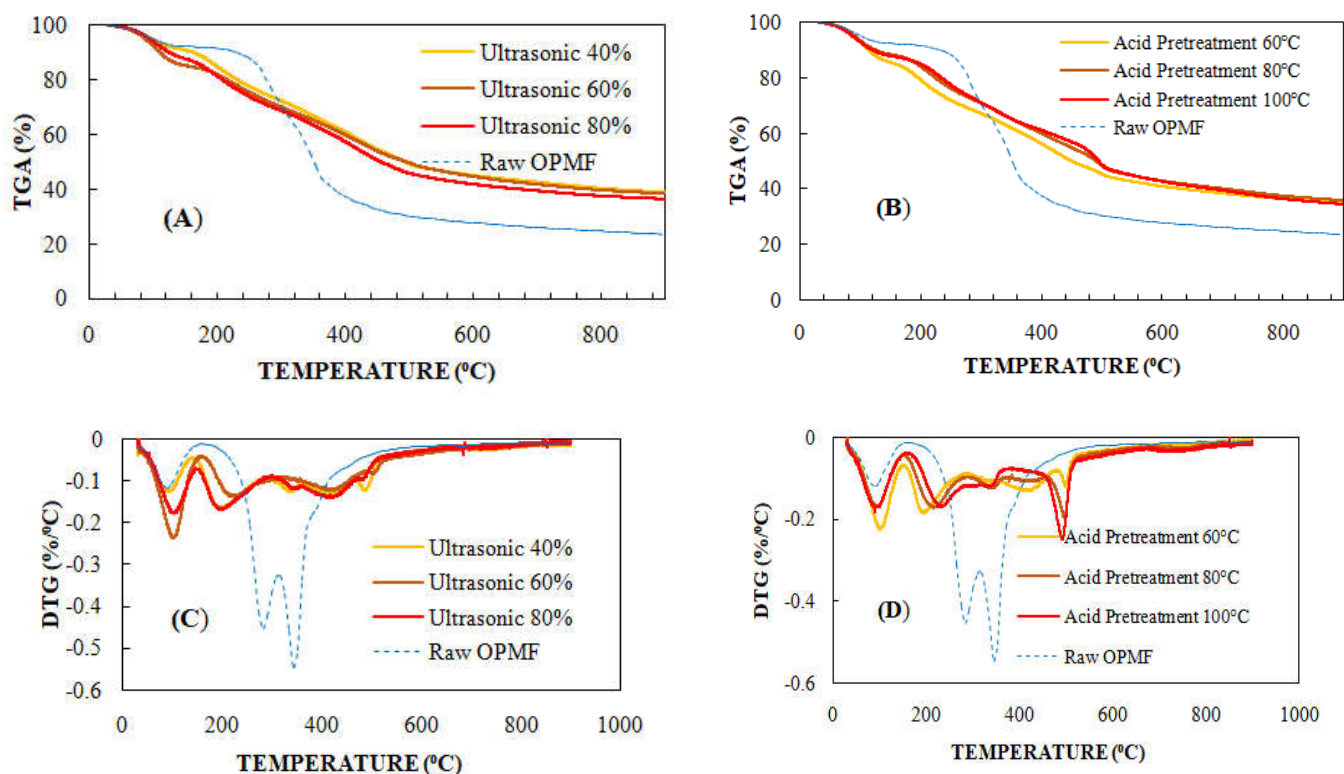 100
80
60
40
20
0
TGA (%)
Ultrasonic 40%
Ultrasonic 60%
Ultrasonic 80%
Raw OPMF
(A)
0
200
400
600
800
TEMPERATURE (⁰C)
100
80
60
40
20
0
TGA (%)
Acid Pretreatment 60°C
Acid Pretreatment 80°C
Acid Pretreatment 100°C
Raw OPMF
(B)
0
200
400
600
800
TEMPERATURE (⁰C)
0
-0.1
-0.2
-0.3
-0.4
-0.5
-0.6
DTG (%/⁰C)
Ultrasonic 40%
Ultrasonic 60%
Ultrasonic 80%
Raw OPMF
(C)
0
200
400
600
800
1000
TEMPERATURE (⁰C)
0
-0.2
-0.4
-0.6
DTG (%/⁰C)
Acid Pretreatment 60°C
Acid Pretreatment 80°C
Acid Pretreatment 100°C
Raw OPMF
(D)
0
200
400
600
800
1000
TEMPERATURE (⁰C)